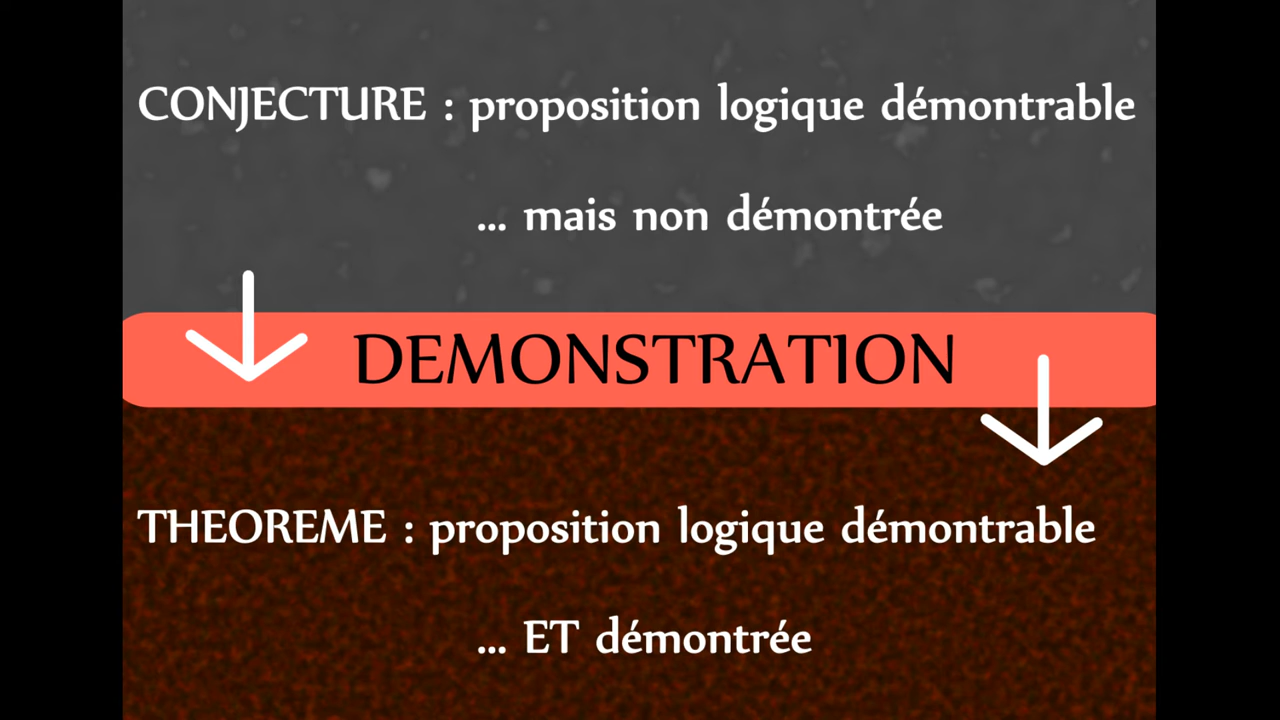 CONJECTURE : proposition logique démontrable
... mais non démontrée
DEMONSTRATION
THEOREME : proposition logique démontrable
... ET démontrée